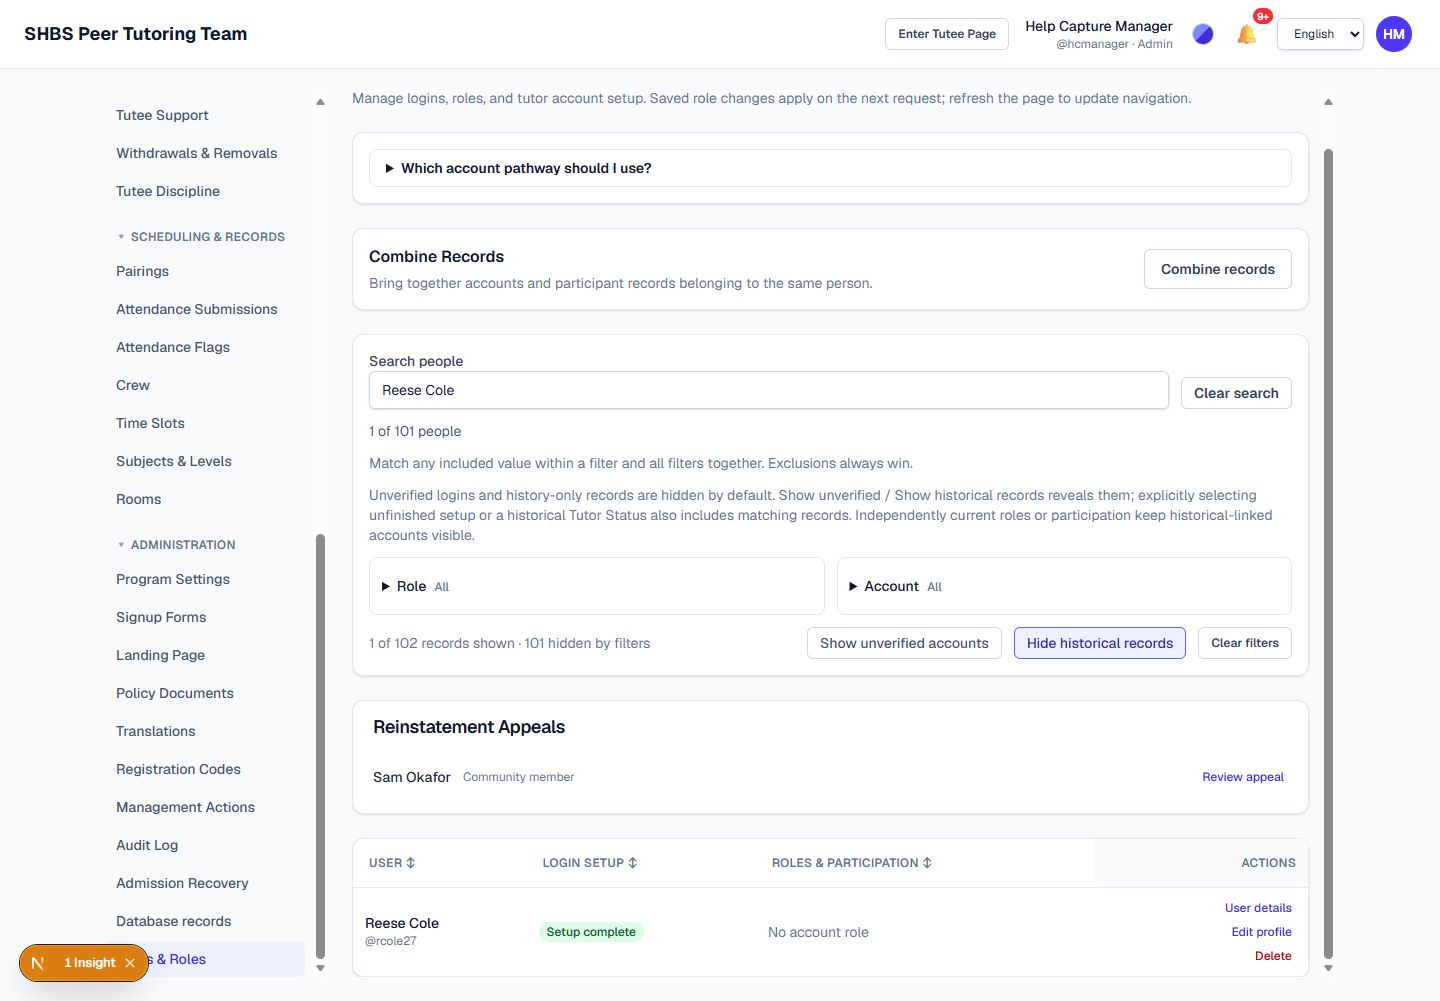 SHBS Peer Tutoring Team
Enter Tutee Page
Help Capture Manager
@hcmanager · Admin
9+
English
HM
Tutee Support
Withdrawals & Removals
Tutee Discipline
SCHEDULING & RECORDS
Pairings
Attendance Submissions
Attendance Flags
Crew
Time Slots
Subjects & Levels
Rooms
ADMINISTRATION
Program Settings
Signup Forms
Landing Page
Policy Documents
Translations
Registration Codes
Management Actions
Audit Log
Admission Recovery
Database records
s & Roles
N
1 Insight
Manage logins, roles, and tutor account setup. Saved role changes apply on the next request; refresh the page to update navigation.
Which account pathway should I use?
Combine Records
Bring together accounts and participant records belonging to the same person.
Combine records
Search people
Reese Cole
Clear search
1 of 101 people
Match any included value within a filter and all filters together. Exclusions always win.
Unverified logins and history-only records are hidden by default. Show unverified / Show historical records reveals them; explicitly selecting
unfinished setup or a historical Tutor Status also includes matching records. Independently current roles or participation keep historical-linked
accounts visible.
Role All
Account All
1 of 102 records shown · 101 hidden by filters
Show unverified accounts
Hide historical records
Clear filters
Reinstatement Appeals
Sam Okafor Community member
Review appeal
USER
LOGIN SETUP
ROLES & PARTICIPATION
ACTIONS
Reese Cole
@rcole27
Setup complete
No account role
User details
Edit profile
Delete